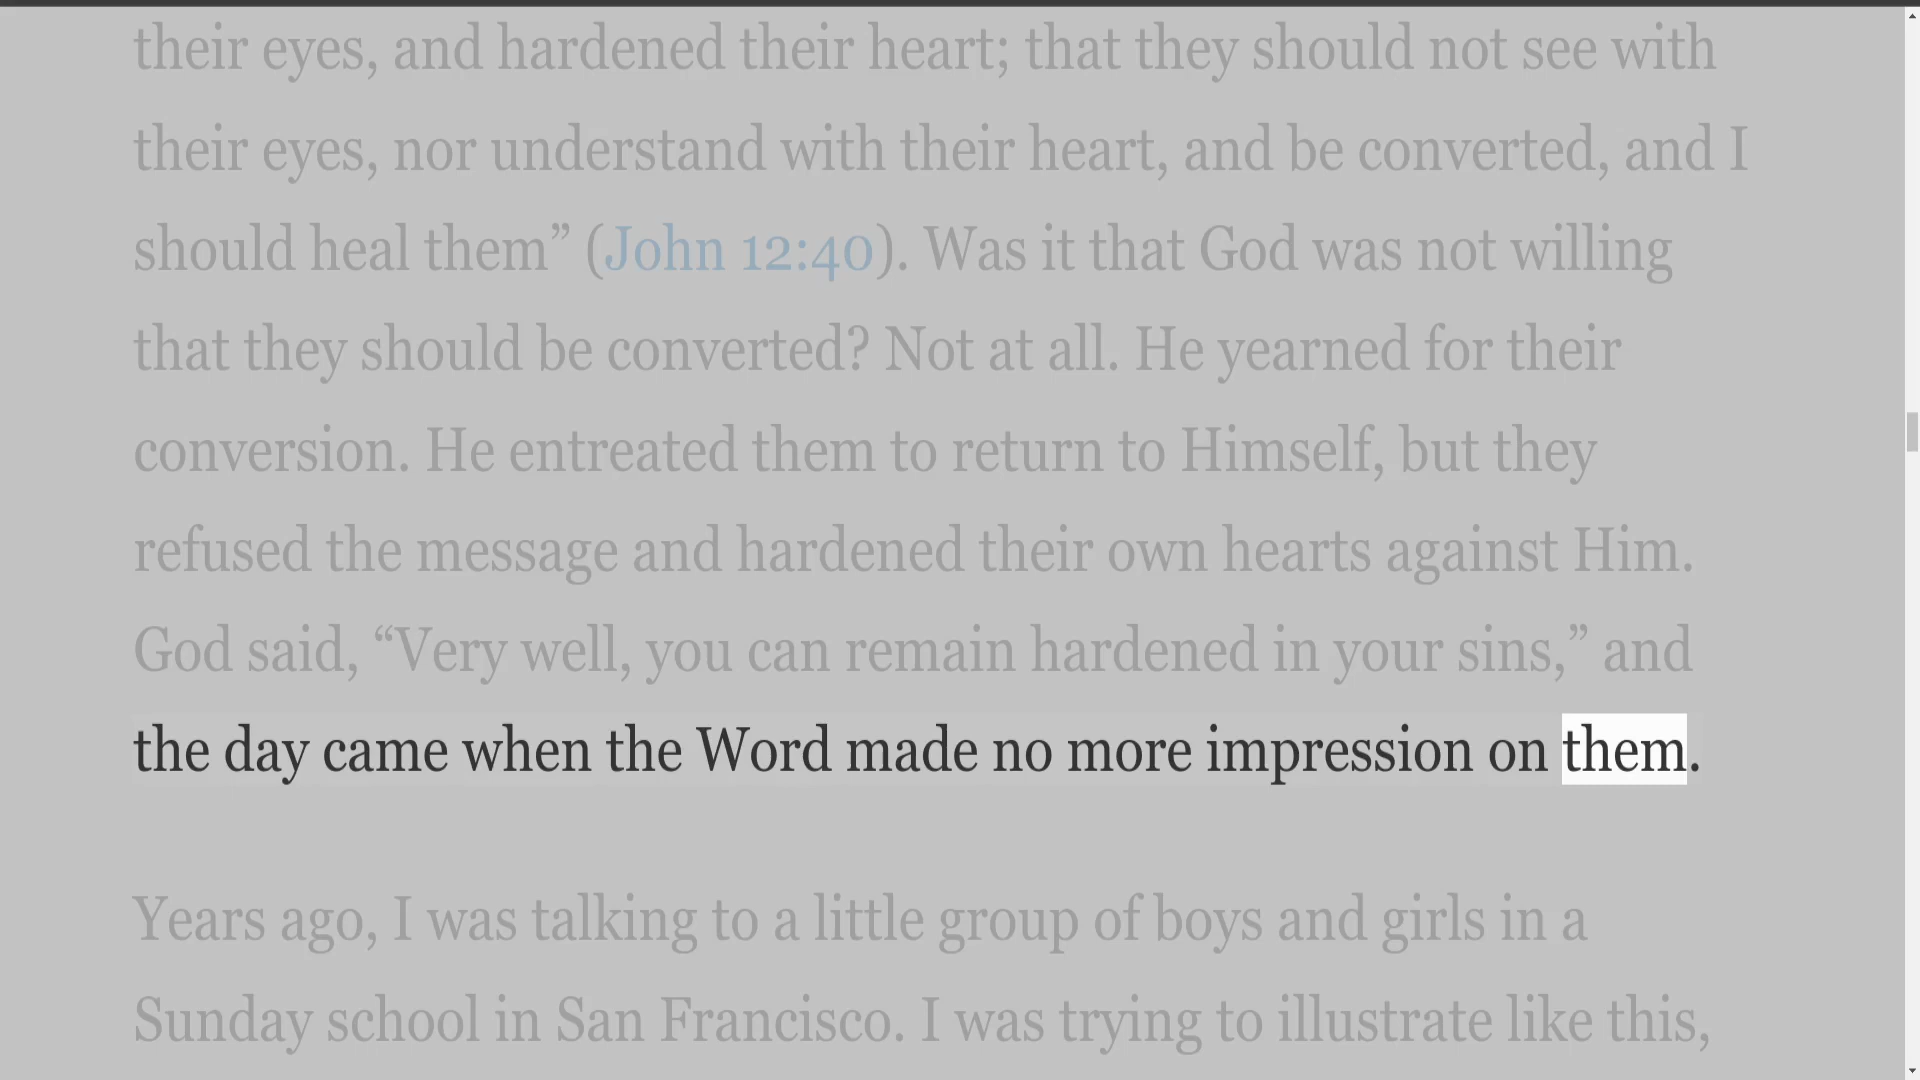 their eyes, and hardened their heart; that they should not see with
their eyes, nor understand with their heart, and be converted, and I
should heal them” (John 12:40). Was it that God was not willing
that they should be converted? Not at all. He yearned for their
conversion. He entreated them to return to Himself, but they
refused the message and hardened their own hearts against Him.
God said, “Very well, you can remain hardened in your sins,” and
the day came when the Word made no more impression on them.
Years ago, I was talking to a little group of boys and girls in a
Sunday school in San Francisco. I was trying to illustrate like this,